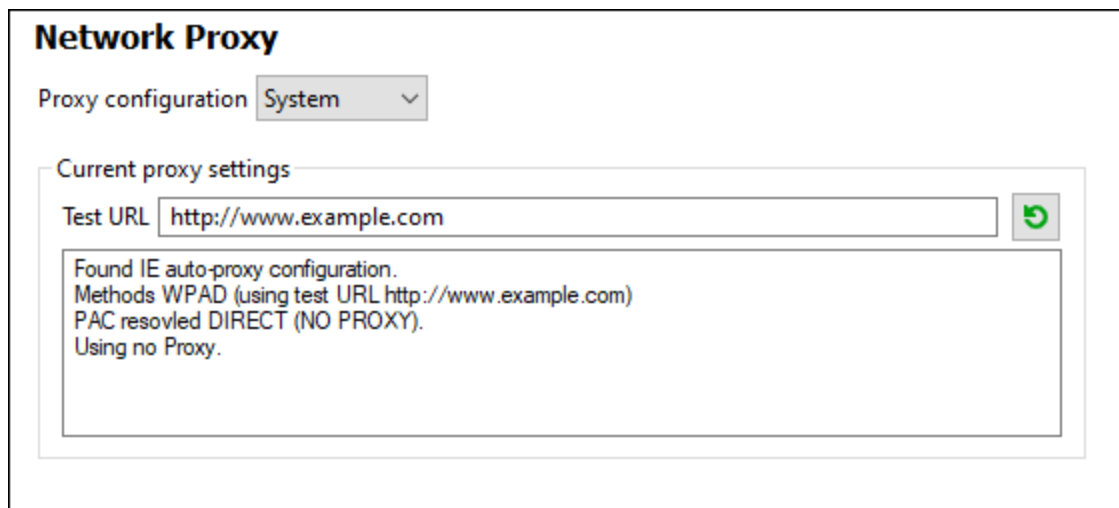 Network Proxy
Proxy configuration System
Current proxy settings
Test URL http://www.example.com
Found IE auto-proxy configuration.
Methods WPAD (using test URL http://www.example.com)
PAC resovled DIRECT (NO PROXY).
Using no Proxy.